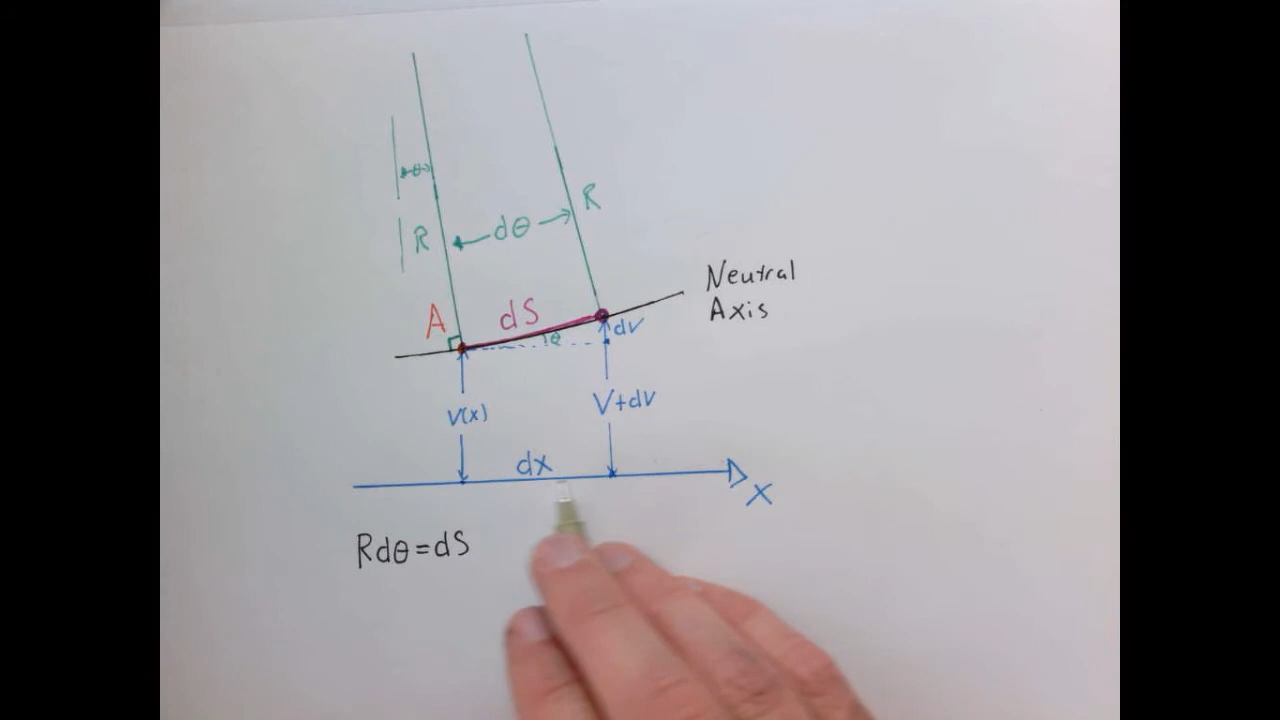 θ
R
R
dθ
A
dS
Neutral
Axis
dV
θ
V(x)
V+dV
dx
x
Rdθ=dS